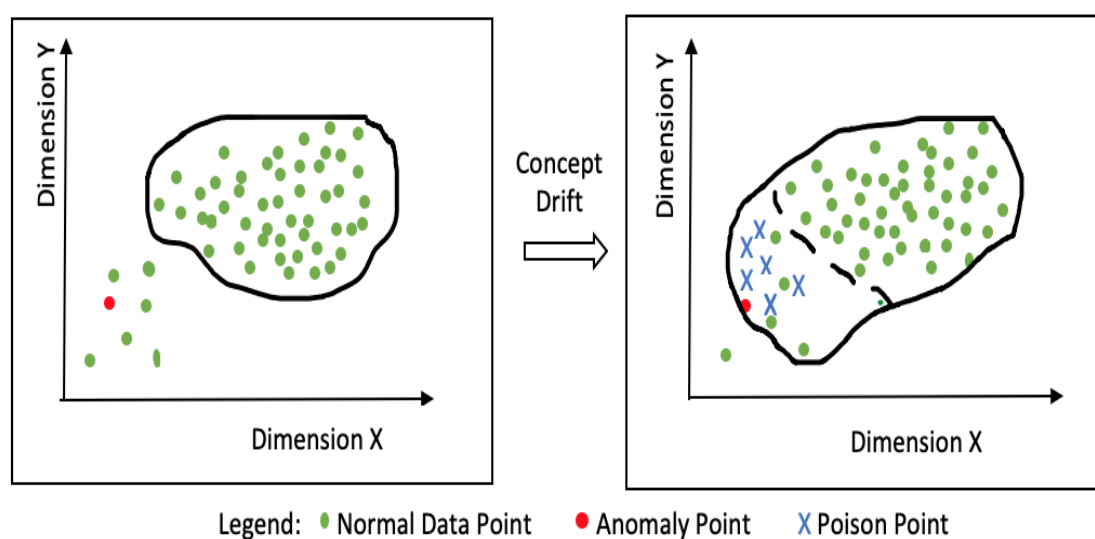 Dimension Y
Dimension X
Concept
Drift
Dimension Y
Dimension X
Legend: Normal Data Point Anomaly Point X Poison Point